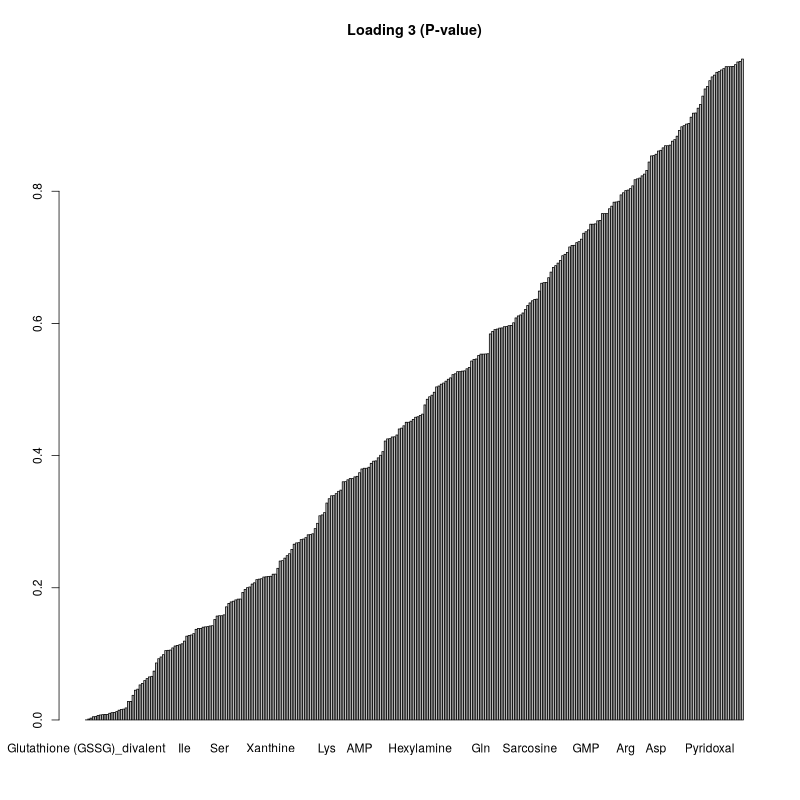 Loading 3 (P-value)
0.8
0.6
0.4
0.2
0.0
Glutathione (GSSG)_divalent Ile Ser Xanthine Lys AMP Hexylamine Gln Sarcosine GMP Arg Asp Pyridoxal